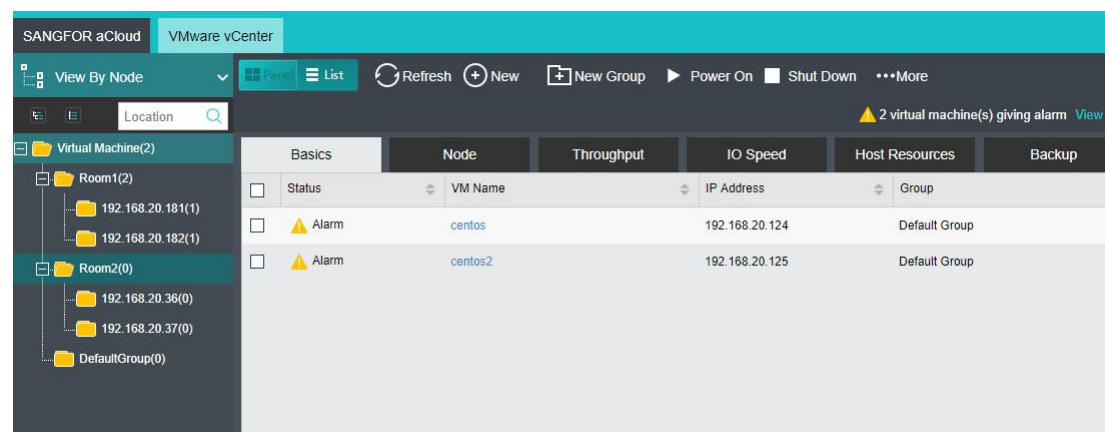 SANGFOR aCloud VMware vCenter
View By Node Panel List Refresh New New Group Power On Shut Down •••More
Location 2 virtual machine(s) giving alarm View
Virtual Machine(2) Basics Node Throughput IO Speed Host Resources Backup
Room1(2) Status VM Name IP Address Group
192.168.20.181(1) Alarm centos 192.168.20.124 Default Group
192.168.20.182(1)
Room2(0) Alarm centos2 192.168.20.125 Default Group
192.168.20.36(0)
192.168.20.37(0)
DefaultGroup(0)